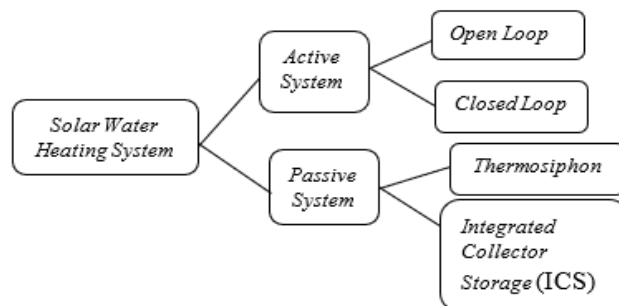 Solar Water
Heating System
Active
System
Open Loop
Closed Loop
Passive
System
Thermosiphon
Integrated
Collector
Storage (ICS)